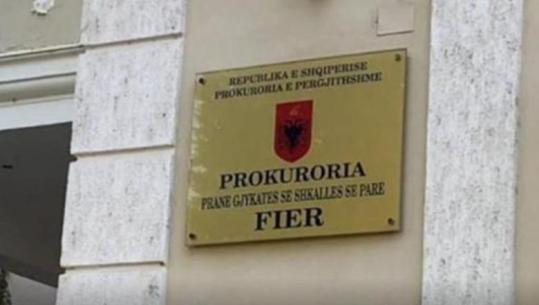 REPUBLIKA E SHQIPERISE
PROKURORIA E PERGJITHSHME
PROKURORIA
PRANE GJYKATES SE SHKALLES SE PARE
FIER